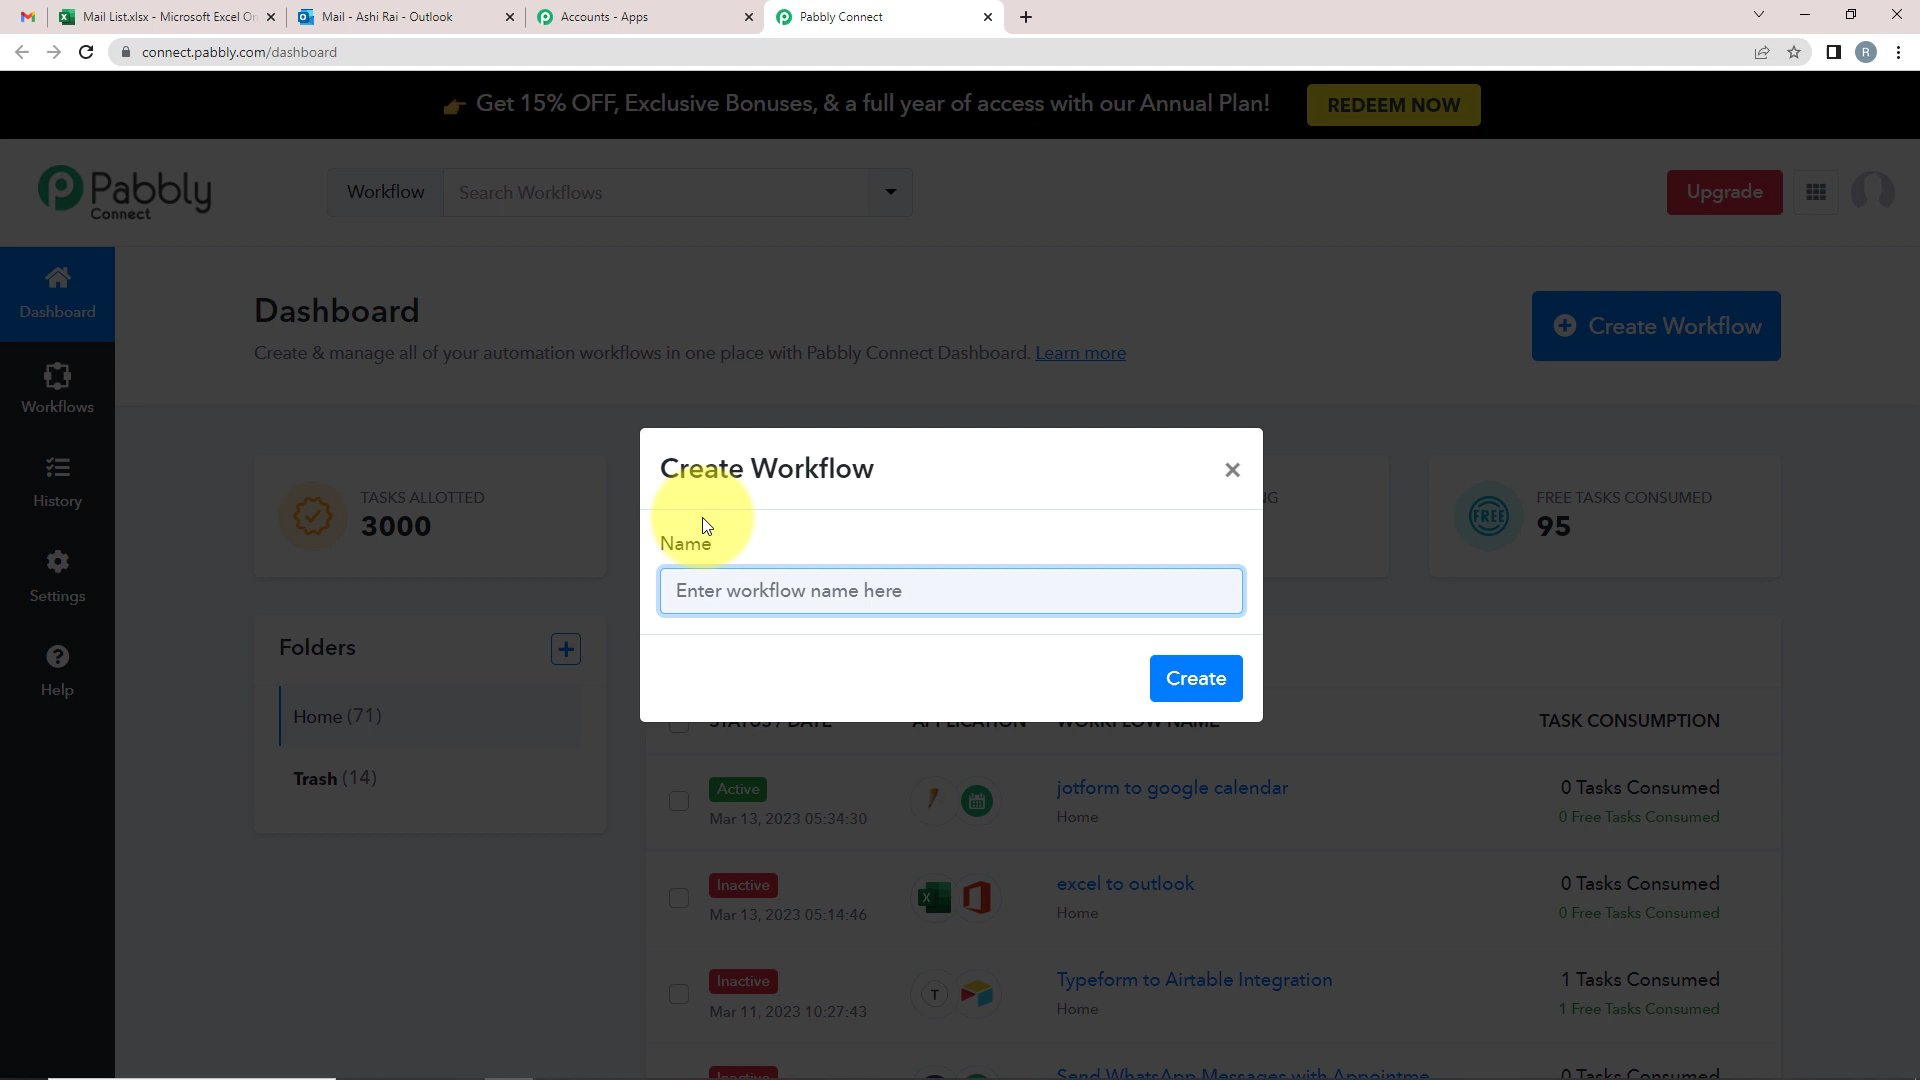 Mail List.xlsx - Microsoft Excel On
Mail - Ashi Rai - Outlook
Accounts - Apps
Pabbly Connect
connect.pabbly.com/dashboard
R
Get 15% OFF, Exclusive Bonuses, & a full year of access with our Annual Plan!
REDEEM NOW
Pabbly
Connect
Workflow
Search Workflows
Upgrade
Dashboard
Workflows
History
Settings
Help
Dashboard
Create & manage all of your automation workflows in one place with Pabbly Connect Dashboard. Learn more
Create Workflow
TASKS ALLOTTED
3000
NG
FREE
FREE TASKS CONSUMED
95
Create Workflow
Name
Enter workflow name here
Create
Folders
Home (71)
Trash (14)
STATUS / DATE
APPLICATION
WORKFLOW NAME
TASK CONSUMPTION
Active
Mar 13, 2023 05:34:30
jotform to google calendar
Home
0 Tasks Consumed
0 Free Tasks Consumed
Inactive
Mar 13, 2023 05:14:46
X
excel to outlook
Home
0 Tasks Consumed
0 Free Tasks Consumed
Inactive
Mar 11, 2023 10:27:43
T
Typeform to Airtable Integration
Home
1 Tasks Consumed
1 Free Tasks Consumed
Inactive
Send WhatsApp Messages with Appointme
0 Tasks Consumed